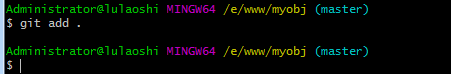 Administrator@lulaoshi MINGW64 /e/www/myobj (master)
$ git add .
Administrator@lulaoshi MINGW64 /e/www/myobj (master)
$